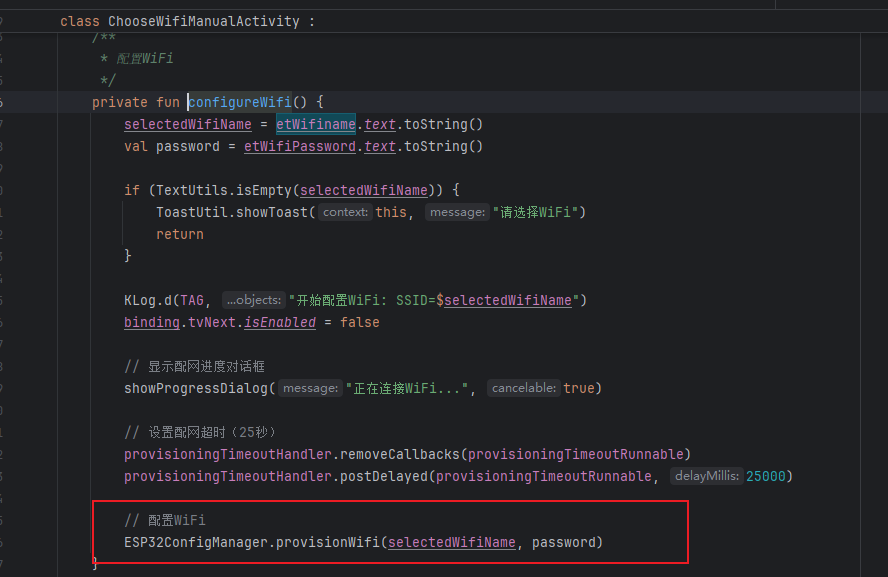 class ChooseWifiManualActivity :
/**
* 配置WiFi
*/
private fun configureWifi() {
selectedWifiName = etWifiname.text.toString()
val password = etWifiPassword.text.toString()
if (TextUtils.isEmpty(selectedWifiName)) {
ToastUtil.showToast( context: this, message: "请选择WiFi")
return
}
KLog.d(TAG, ...objects: "开始配置WiFi: SSID=$selectedWifiName")
binding.tvNext.isEnabled = false
// 显示配网进度对话框
showProgressDialog( message: "正在连接WiFi...", cancelable: true)
// 设置配网超时（25秒）
provisioningTimeoutHandler.removeCallbacks(provisioningTimeoutRunnable)
provisioningTimeoutHandler.postDelayed(provisioningTimeoutRunnable, delayMillis: 25000)
// 配置WiFi
ESP32ConfigManager.provisionWifi(selectedWifiName, password)
}